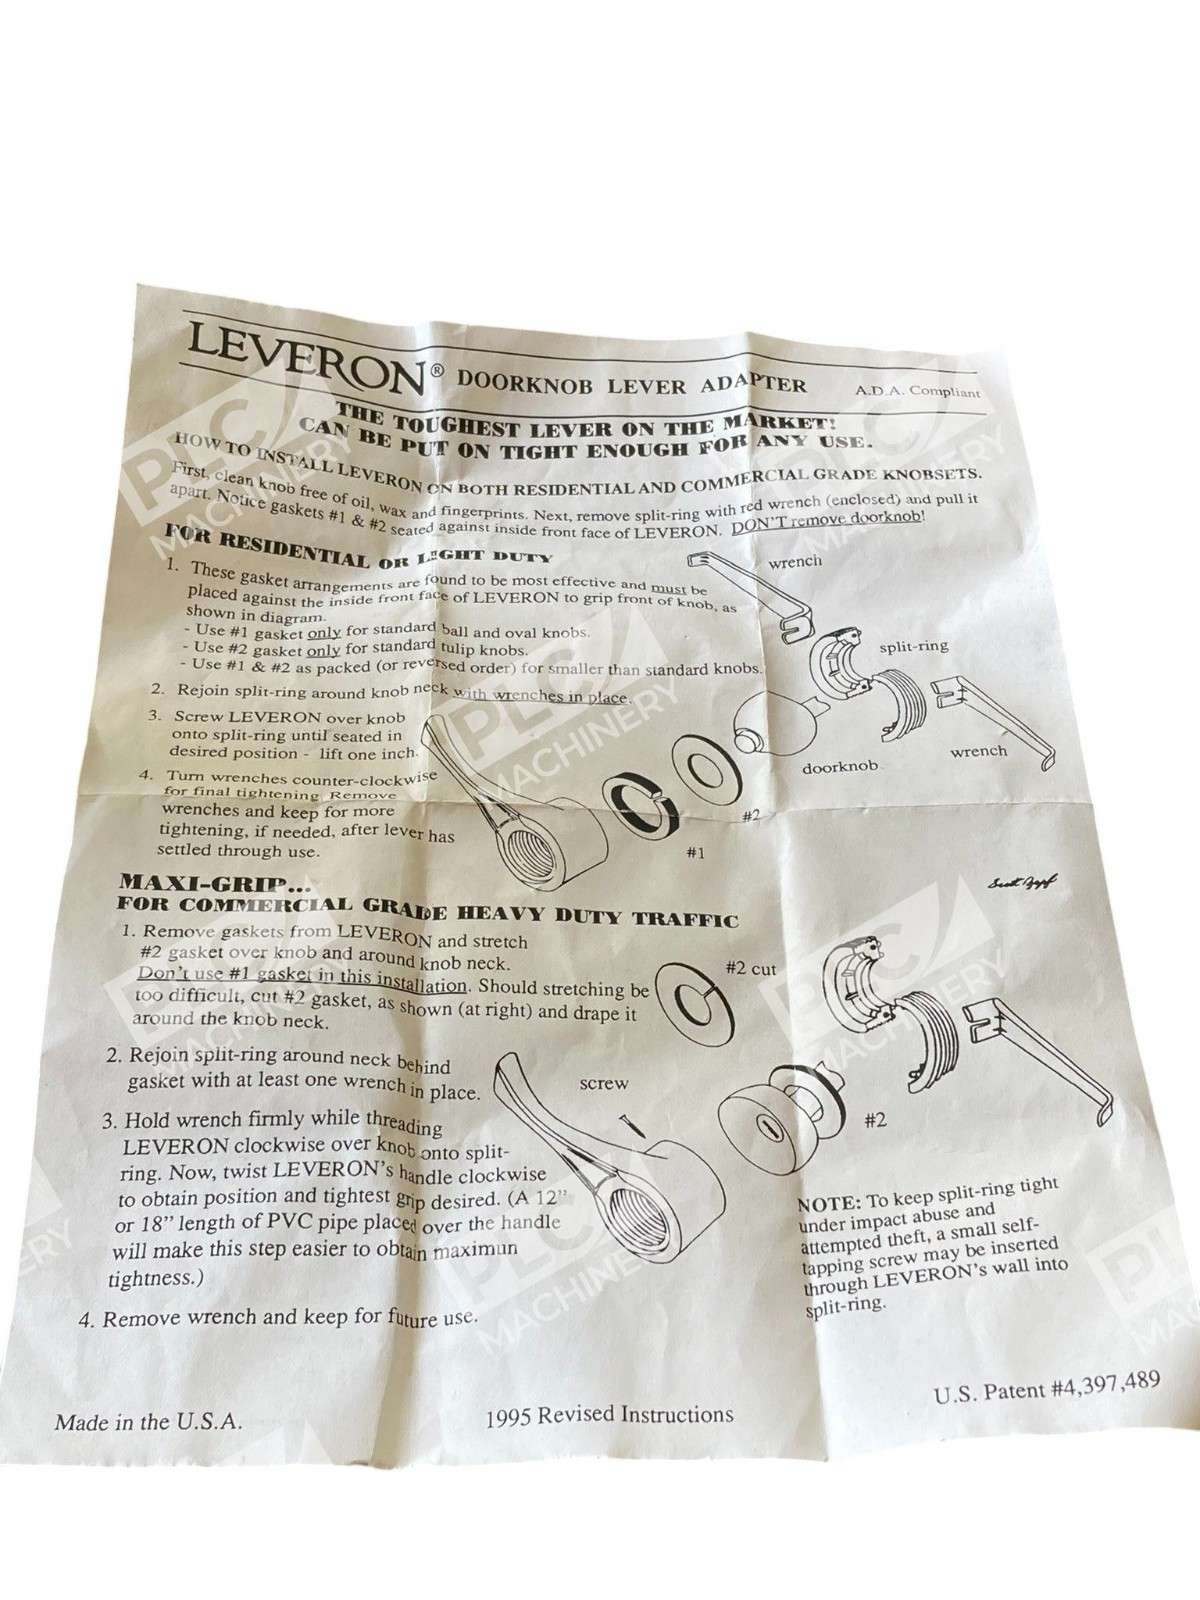 LEVERON® DOORKNOB LEVER ADAPTER A.D.A. Compliant
THE TOUGHEST LEVER ON THE MARKET!
CAN BE PUT ON TIGHT ENOUGH FOR ANY USE.
HOW TO INSTALL LEVERON ON BOTH RESIDENTIAL AND COMMERCIAL GRADE KNOBSETS.
First, clean knob free of oil, wax and fingerprints. Next, remove split-ring with red wrench (enclosed) and pull it
apart. Notice gaskets #1 & #2 seated against inside front face of LEVERON. DON'T remove doorknob!
FOR RESIDENTIAL OR LIGHT DUTY
1. These gasket arrangements are found to be most effective and must be
placed against the inside front face of LEVERON to grip front of knob, as
shown in diagram.
- Use #1 gasket only for standard ball and oval knobs.
- Use #2 gasket only for standard tulip knobs.
- Use #1 & #2 as packed (or reversed order) for smaller than standard knobs.
2. Rejoin split-ring around knob neck with wrenches in place.
3. Screw LEVERON over knob
onto split-ring until seated in
desired position - lift one inch.
4. Turn wrenches counter-clockwise
for final tightening. Remove
wrenches and keep for more
tightening, if needed, after lever has
settled through use.
wrench
split-ring
wrench
doorknob
#2
#1
MAXI-GRIP...
FOR COMMERCIAL GRADE HEAVY DUTY TRAFFIC
1. Remove gaskets from LEVERON and stretch
#2 gasket over knob and around knob neck.
Don't use #1 gasket in this installation. Should stretching be
too difficult, cut #2 gasket, as shown (at right) and drape it
around the knob neck.
2. Rejoin split-ring around neck behind
gasket with at least one wrench in place.
3. Hold wrench firmly while threading
LEVERON clockwise over knob onto split-
ring. Now, twist LEVERON's handle clockwise
to obtain position and tightest grip desired. (A 12"
or 18" length of PVC pipe placed over the handle
will make this step easier to obtain maximun
tightness.)
4. Remove wrench and keep for future use.
#2 cut
screw
#2
NOTE: To keep split-ring tight
under impact abuse and
attempted theft, a small self-
tapping screw may be inserted
through LEVERON's wall into
split-ring.
Made in the U.S.A.
1995 Revised Instructions
U.S. Patent #4,397,489
PLC
MACHINERY